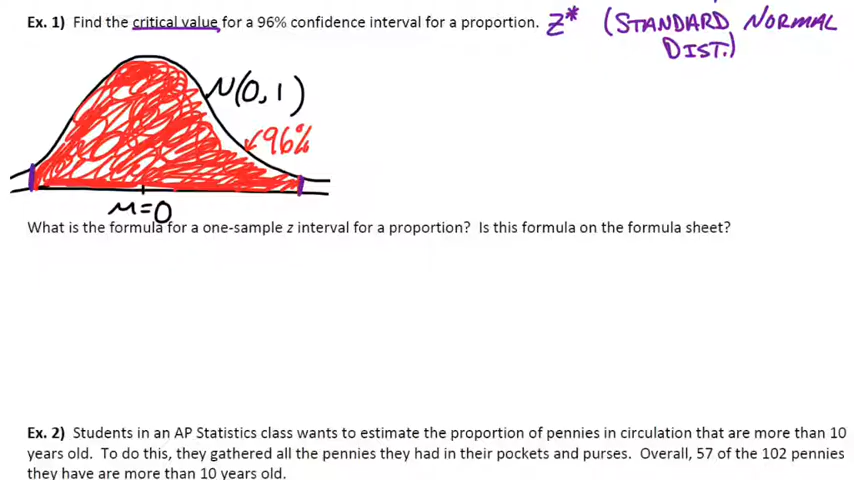 Ex. 1) Find the critical value for a 96% confidence interval for a proportion. Z* (STANDARD NORMAL
DIST.)
N(0,1)
96%
μ=0
What is the formula for a one-sample z interval for a proportion? Is this formula on the formula sheet?
Ex. 2) Students in an AP Statistics class wants to estimate the proportion of pennies in circulation that are more than 10
years old. To do this, they gathered all the pennies they had in their pockets and purses. Overall, 57 of the 102 pennies
they have are more than 10 years old.